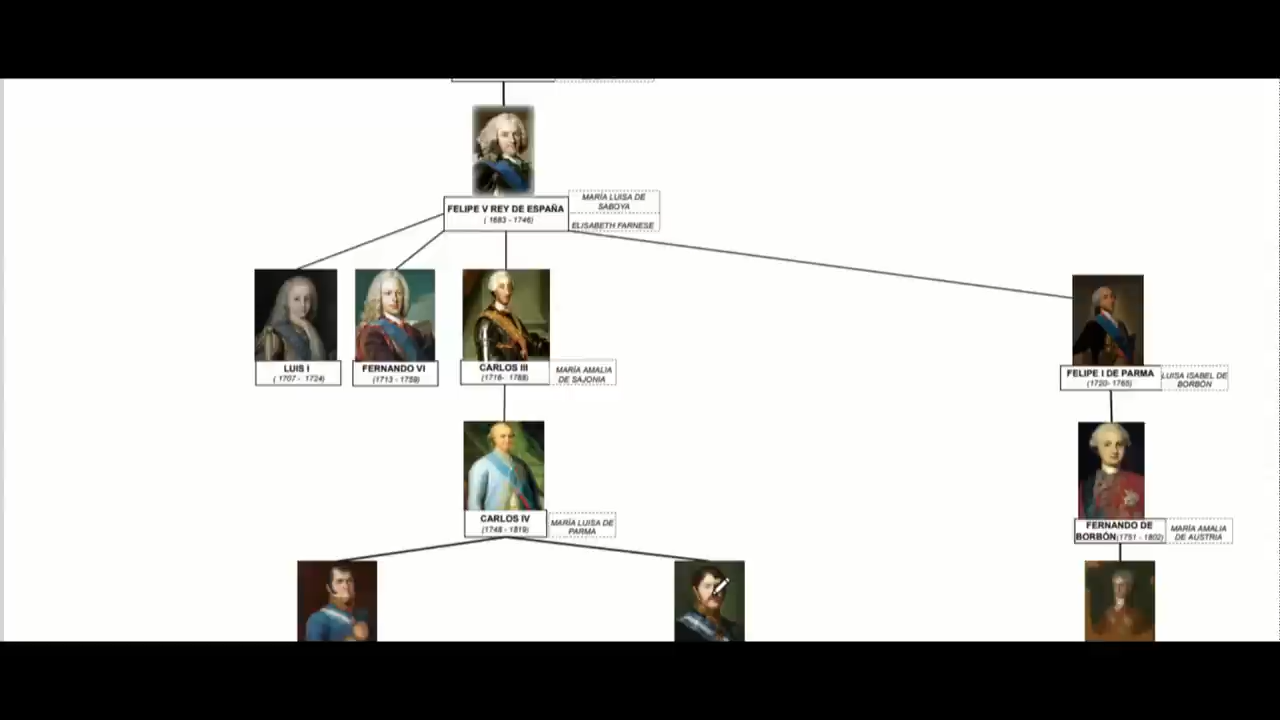 FELIPE V REY DE ESPAÑA
( 1683 - 1746)
MARÍA LUISA DE
SABOYA
ELISABETH FARNESE
LUIS I
( 1707 - 1724)
FERNANDO VI
(1713 - 1759)
CARLOS III
(1716- 1788)
MARÍA AMALIA
DE SAJONIA
FELIPE I DE PARMA
(1720- 1765)
LUISA ISABEL DE
BORBÓN
CARLOS IV
(1748 - 1819)
MARÍA LUISA DE
PARMA
FERNANDO DE
BORBÓN(1751 - 1802)
MARÍA AMALIA
DE AUSTRIA